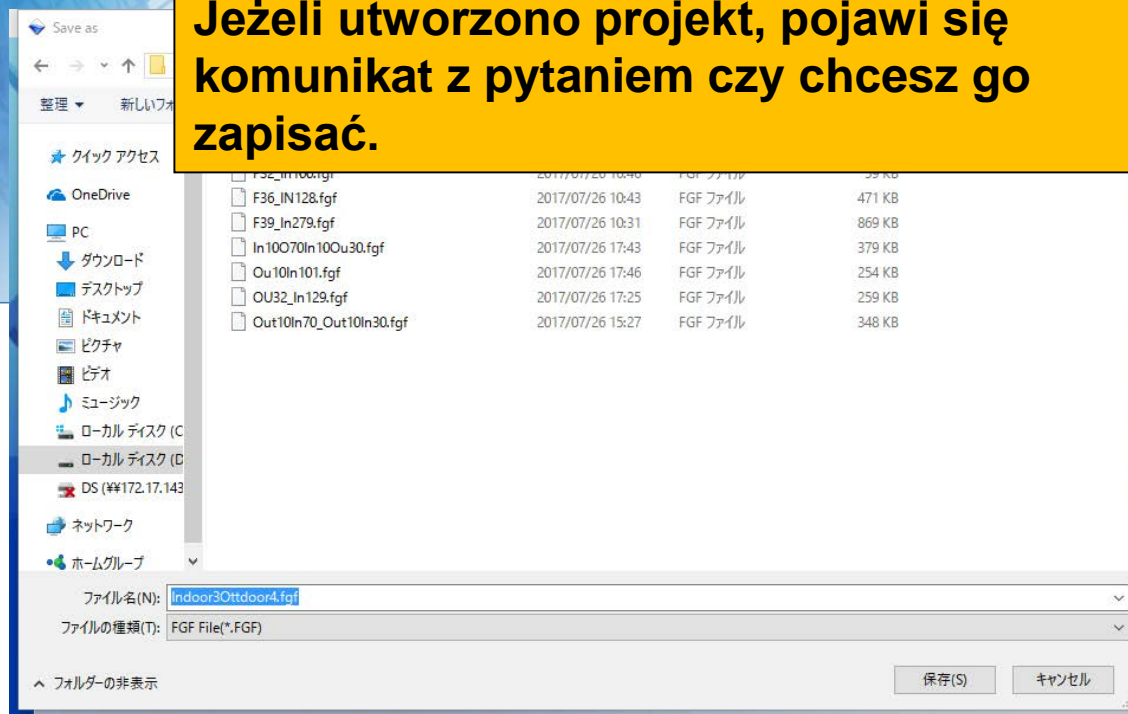 Jeżeli utworzono projekt, pojawi się
komunikat z pytaniem czy chcesz go
zapisać.
Save as
整理 新しいフォ
クイック アクセス
OneDrive
PC
ダウンロード
デスクトップ
ドキュメント
ピクチャ
ビデオ
ミュージック
ローカル ディスク (C
ローカル ディスク (D
DS (¥¥172.17.143
ネットワーク
ホームグループ
F36_IN128.fgf 2017/07/26 10:43 FGF ファイル 471 KB
F39_In279.fgf 2017/07/26 10:31 FGF ファイル 869 KB
In10O70In10Ou30.fgf 2017/07/26 17:43 FGF ファイル 379 KB
Ou10In101.fgf 2017/07/26 17:46 FGF ファイル 254 KB
OU32_In129.fgf 2017/07/26 17:25 FGF ファイル 259 KB
Out10In70_Out10In30.fgf 2017/07/26 15:27 FGF ファイル 348 KB
ファイル名(N): Indoor3Ottdoor4.fgf
ファイルの種類(T): FGF File(*.FGF)
フォルダーの非表示 保存(S) キャンセル